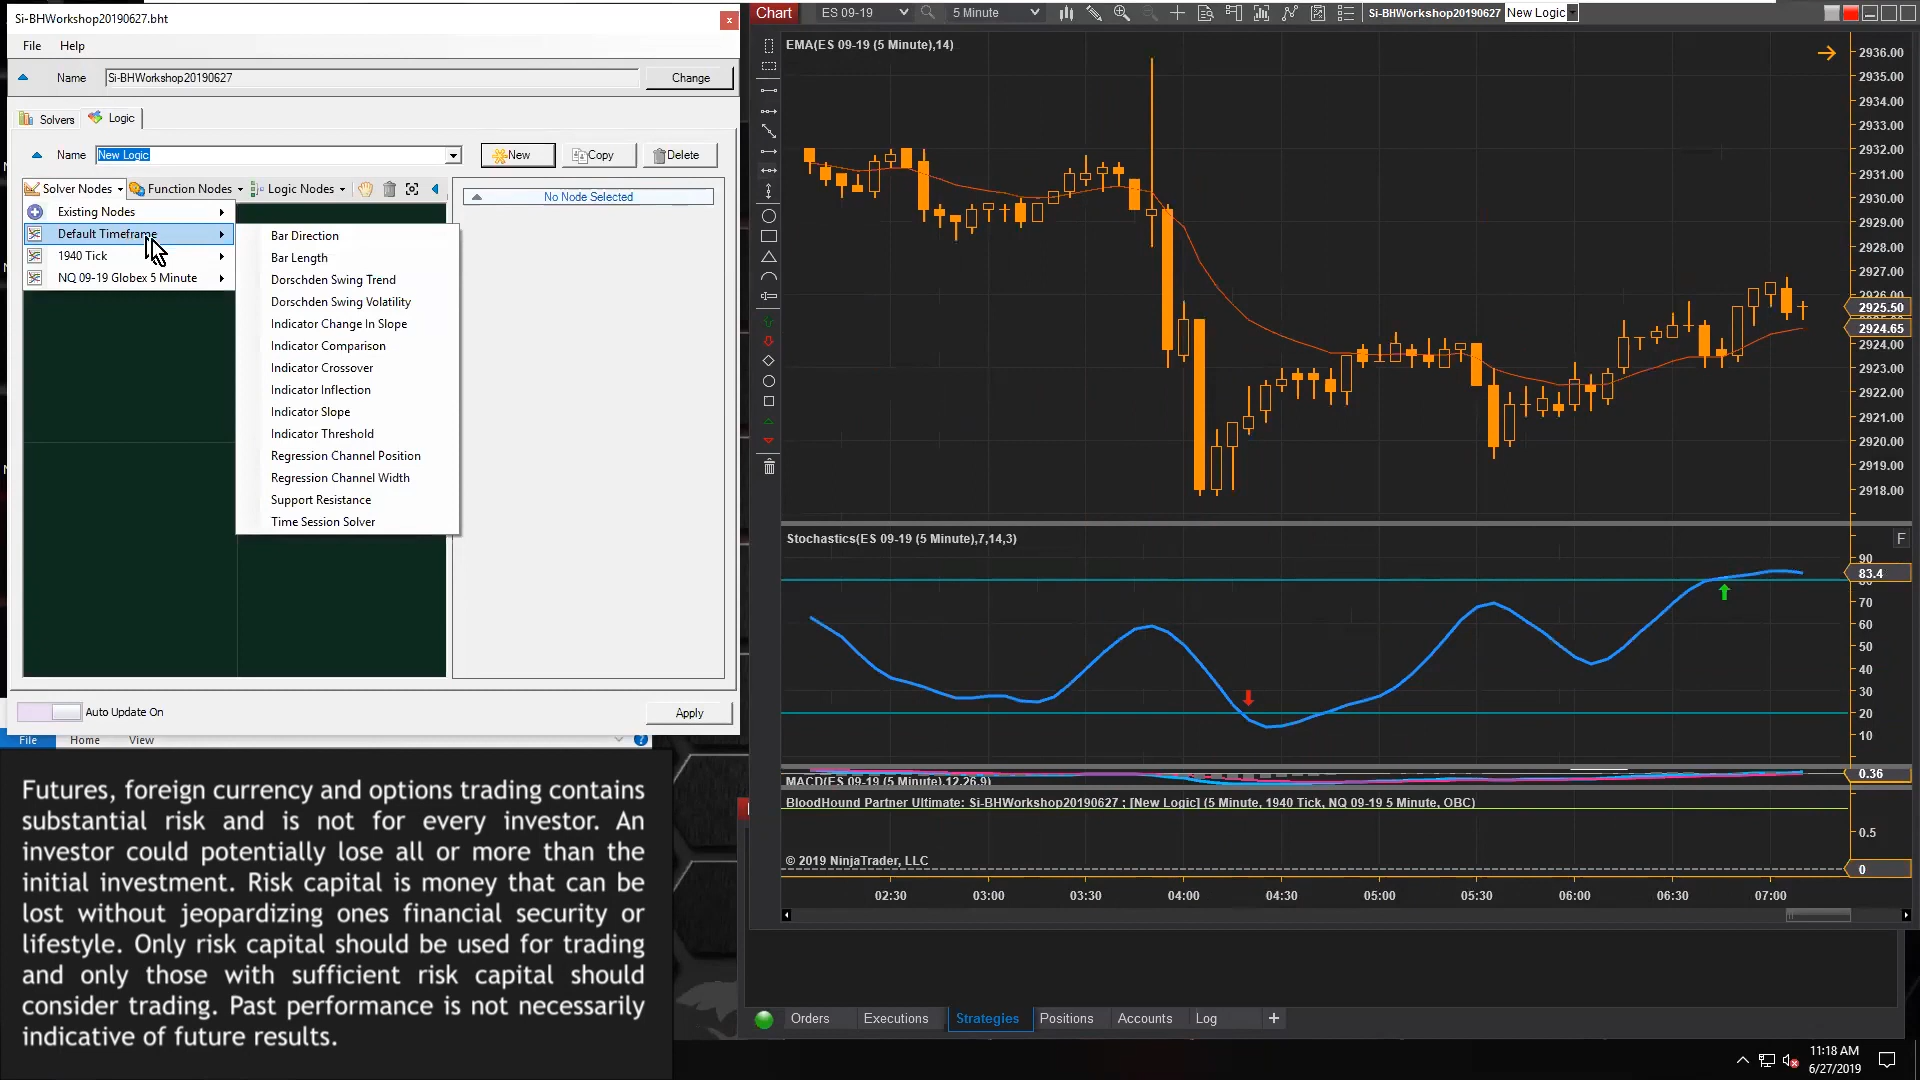 Si-BHWorkshop20190627.bht
File Help
Name Si-BHWorkshop20190627 Change
Solvers Logic
Name New Logic New Copy Delete
Solver Nodes Function Nodes Logic Nodes
No Node Selected
Existing Nodes
Default Timeframe
1940 Tick
NQ 09-19 Globex 5 Minute
Bar Direction
Bar Length
Dorschden Swing Trend
Dorschden Swing Volatility
Indicator Change In Slope
Indicator Comparison
Indicator Crossover
Indicator Inflection
Indicator Slope
Indicator Threshold
Regression Channel Position
Regression Channel Width
Support Resistance
Time Session Solver
Auto Update On Apply
File Home View
Futures, foreign currency and options trading contains
substantial risk and is not for every investor. An
investor could potentially lose all or more than the
initial investment. Risk capital is money that can be
lost without jeopardizing ones financial security or
lifestyle. Only risk capital should be used for trading
and only those with sufficient risk capital should
consider trading. Past performance is not necessarily
indicative of future results.
Chart ES 09-19 5 Minute Si-BHWorkshop20190627 New Logic
EMA(ES 09-19 (5 Minute),14)
2936.00
2935.00
2934.00
2933.00
2932.00
2931.00
2930.00
2929.00
2928.00
2927.00
2926.00
2925.50
2924.65
2924.00
2923.00
2922.00
2921.00
2920.00
2919.00
2918.00
Stochastics(ES 09-19 (5 Minute),7,14,3)
F
90
83.4
70
60
50
40
30
20
10
MACD(ES 09-19 (5 Minute),12,26,9)
0.36
BloodHound Partner Ultimate: Si-BHWorkshop20190627 ; [New Logic] (5 Minute, 1940 Tick, NQ 09-19 5 Minute, OBC)
0.5
© 2019 NinjaTrader, LLC
0
02:30 03:00 03:30 04:00 04:30 05:00 05:30 06:00 06:30 07:00
Orders Executions Strategies Positions Accounts Log +
11:18 AM
6/27/2019